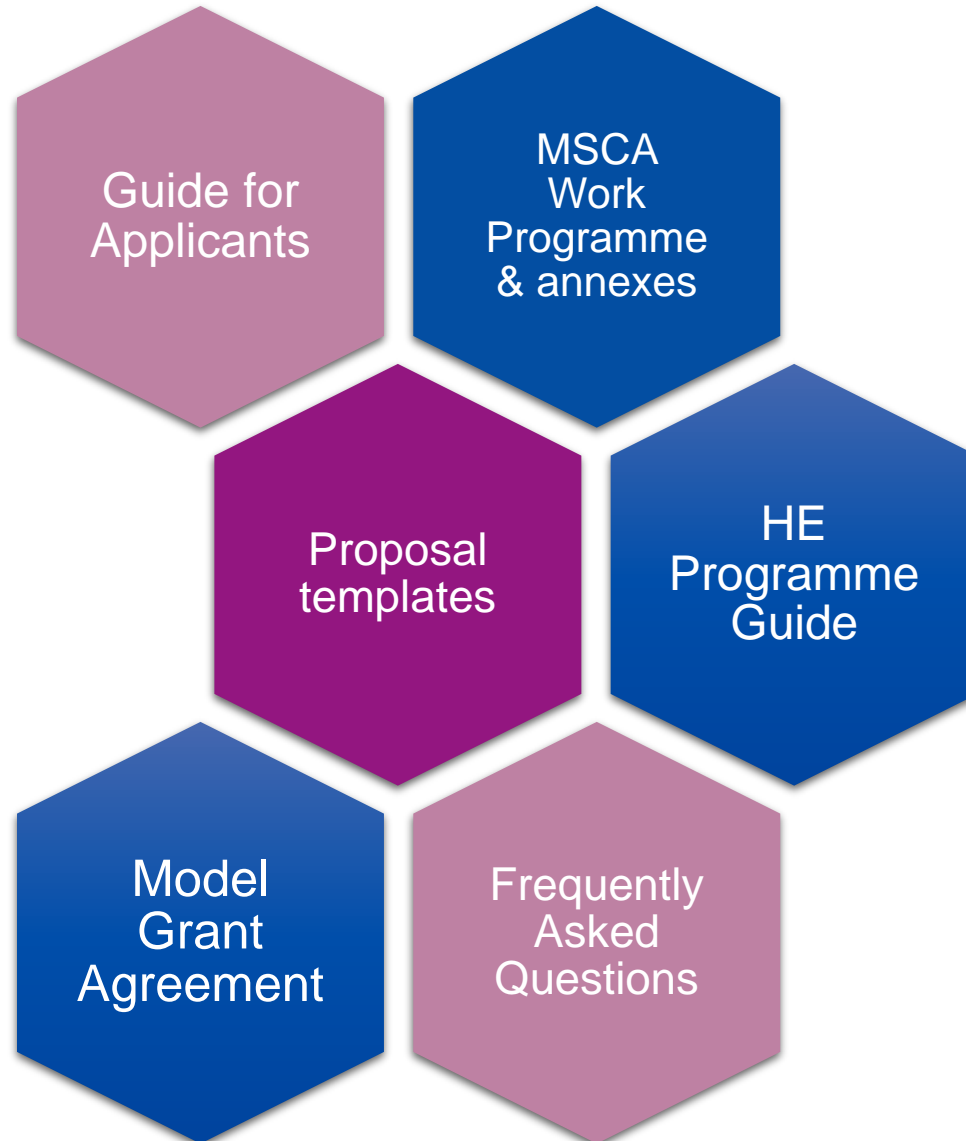 Guide for
Applicants
MSCA
Work
Programme
& annexes
Proposal
templates
HE
Programme
Guide
Model
Grant
Agreement
Frequently
Asked
Questions